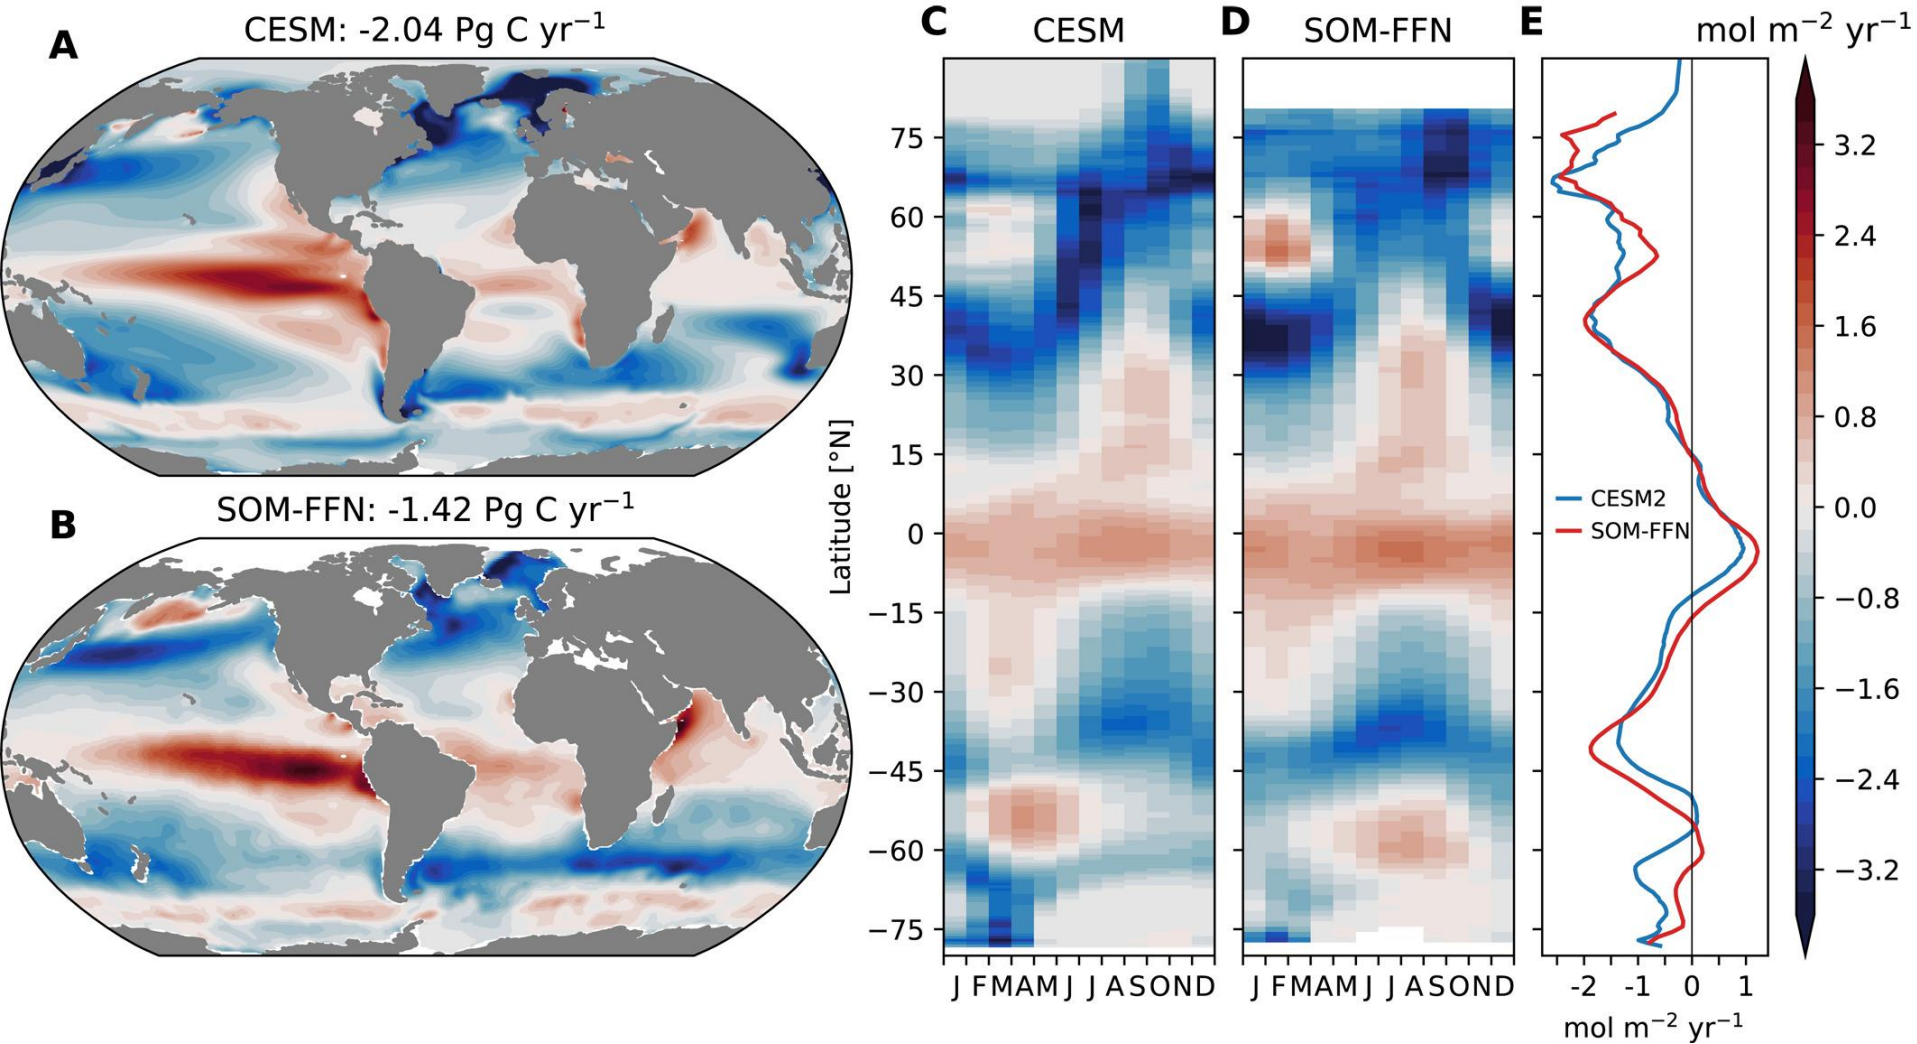 A
CESM: -2.04 Pg C yr⁻¹
B
SOM-FFN: -1.42 Pg C yr⁻¹
C
CESM
D
SOM-FFN
E
mol m⁻² yr⁻¹
Latitude [°N]
75
60
45
30
15
0
−15
−30
−45
−60
−75
J F M A M J J A S O N D
J F M A M J J A S O N D
CESM2
SOM-FFN
-2 -1 0 1
mol m⁻² yr⁻¹
3.2
2.4
1.6
0.8
0.0
−0.8
−1.6
−2.4
−3.2